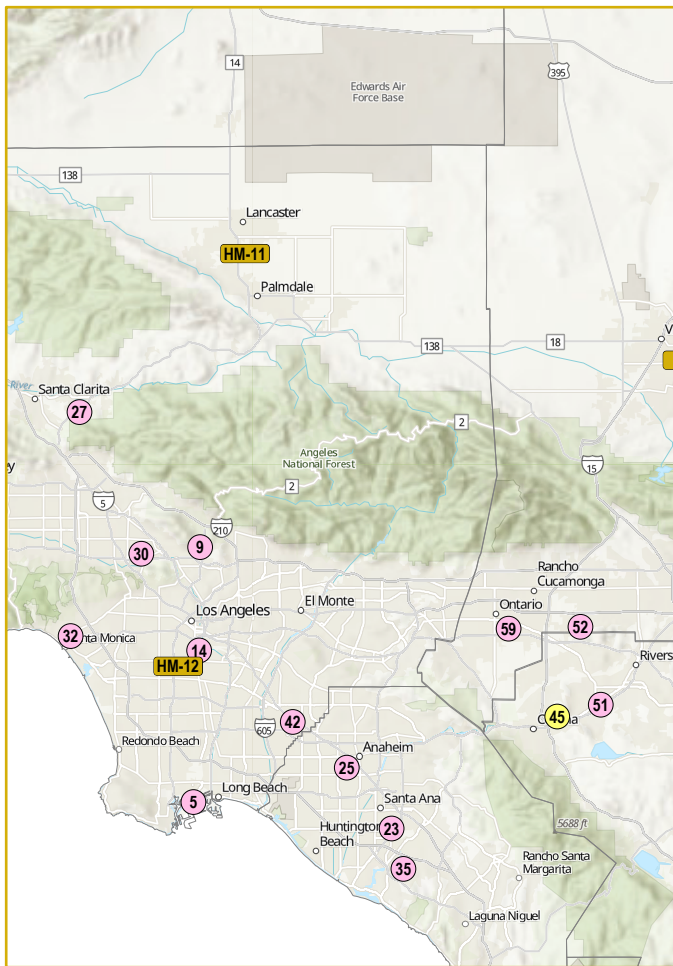 14
395
Edwards Air
Force Base
138
Lancaster
HM-11
Palmdale
138
18
V
River
Santa Clarita
27
2
Angeles
National Forest
15
y
2
5
210
9
30
Rancho
Cucamonga
El Monte
Ontario
Los Angeles
59
52
32
nta Monica
14
HM-12
Rivers
51
45
C
a
42
605
Redondo Beach
Anaheim
25
Long Beach
5
Santa Ana
5688 ft
Huntington
Beach
23
35
Rancho Santa
Margarita
Laguna Niguel